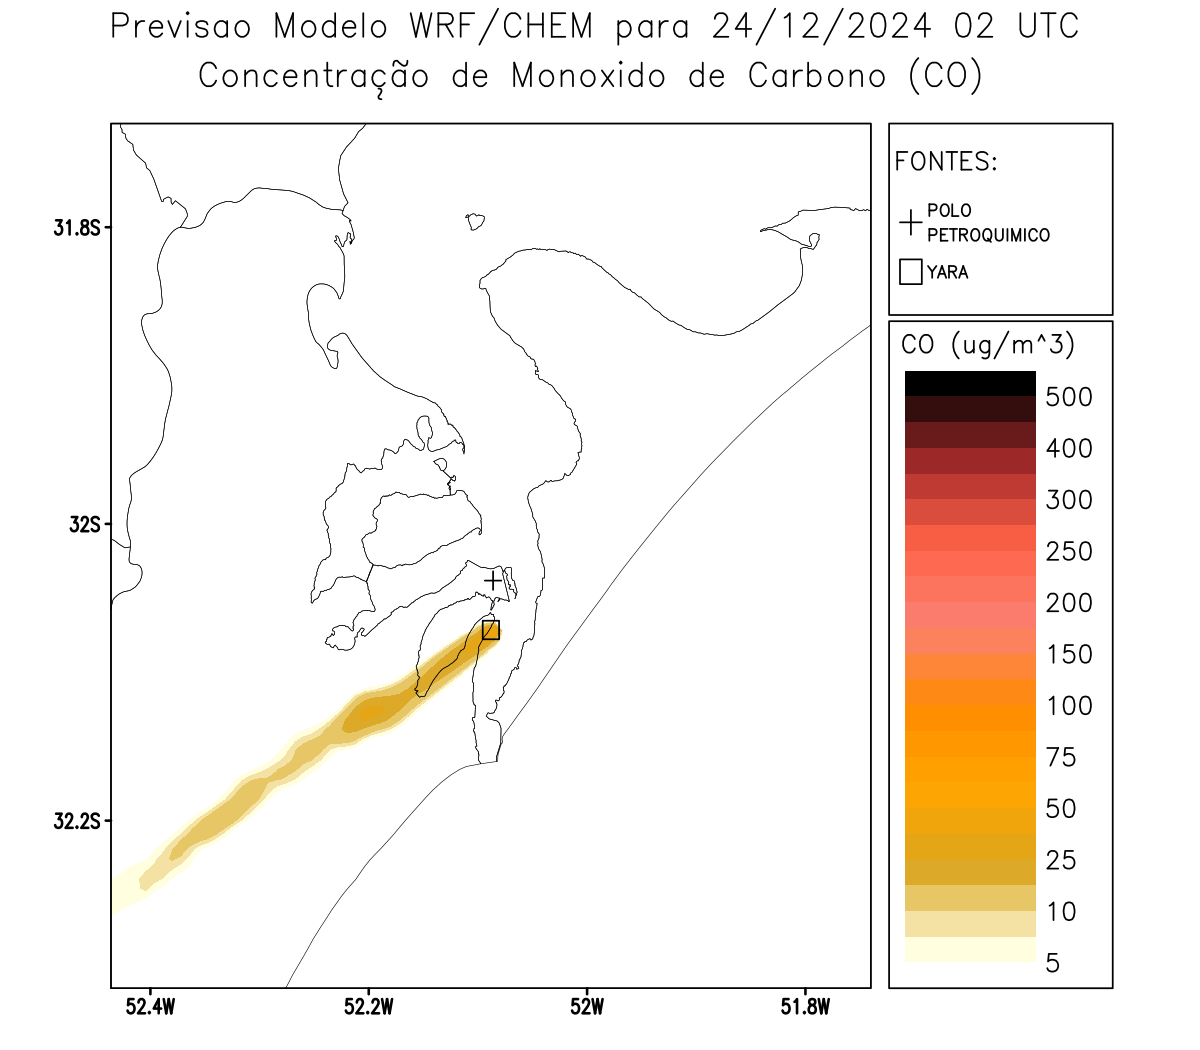 Previsao Modelo WRF/CHEM para 24/12/2024 02 UTC
Concentração de Monoxido de Carbono (CO)
FONTES:
POLO
PETROQUIMICO
YARA
CO (ug/m^3)
500
400
300
250
200
150
100
75
50
25
10
5
31.8S
32S
32.2S
52.4W
52.2W
52W
51.8W